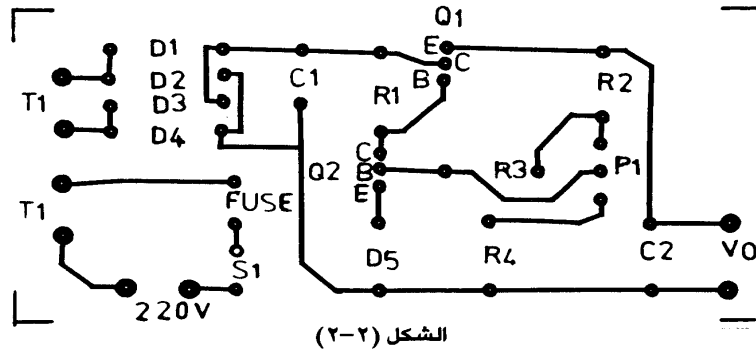 Q1
D1
E
C
D2
C1
B
R2
T1
D3
R1
D4
C
Q2
B
R3
P1
E
T1
FUSE
S1
D5
R4
C2
VO
220V
الشكل (٢-٢)